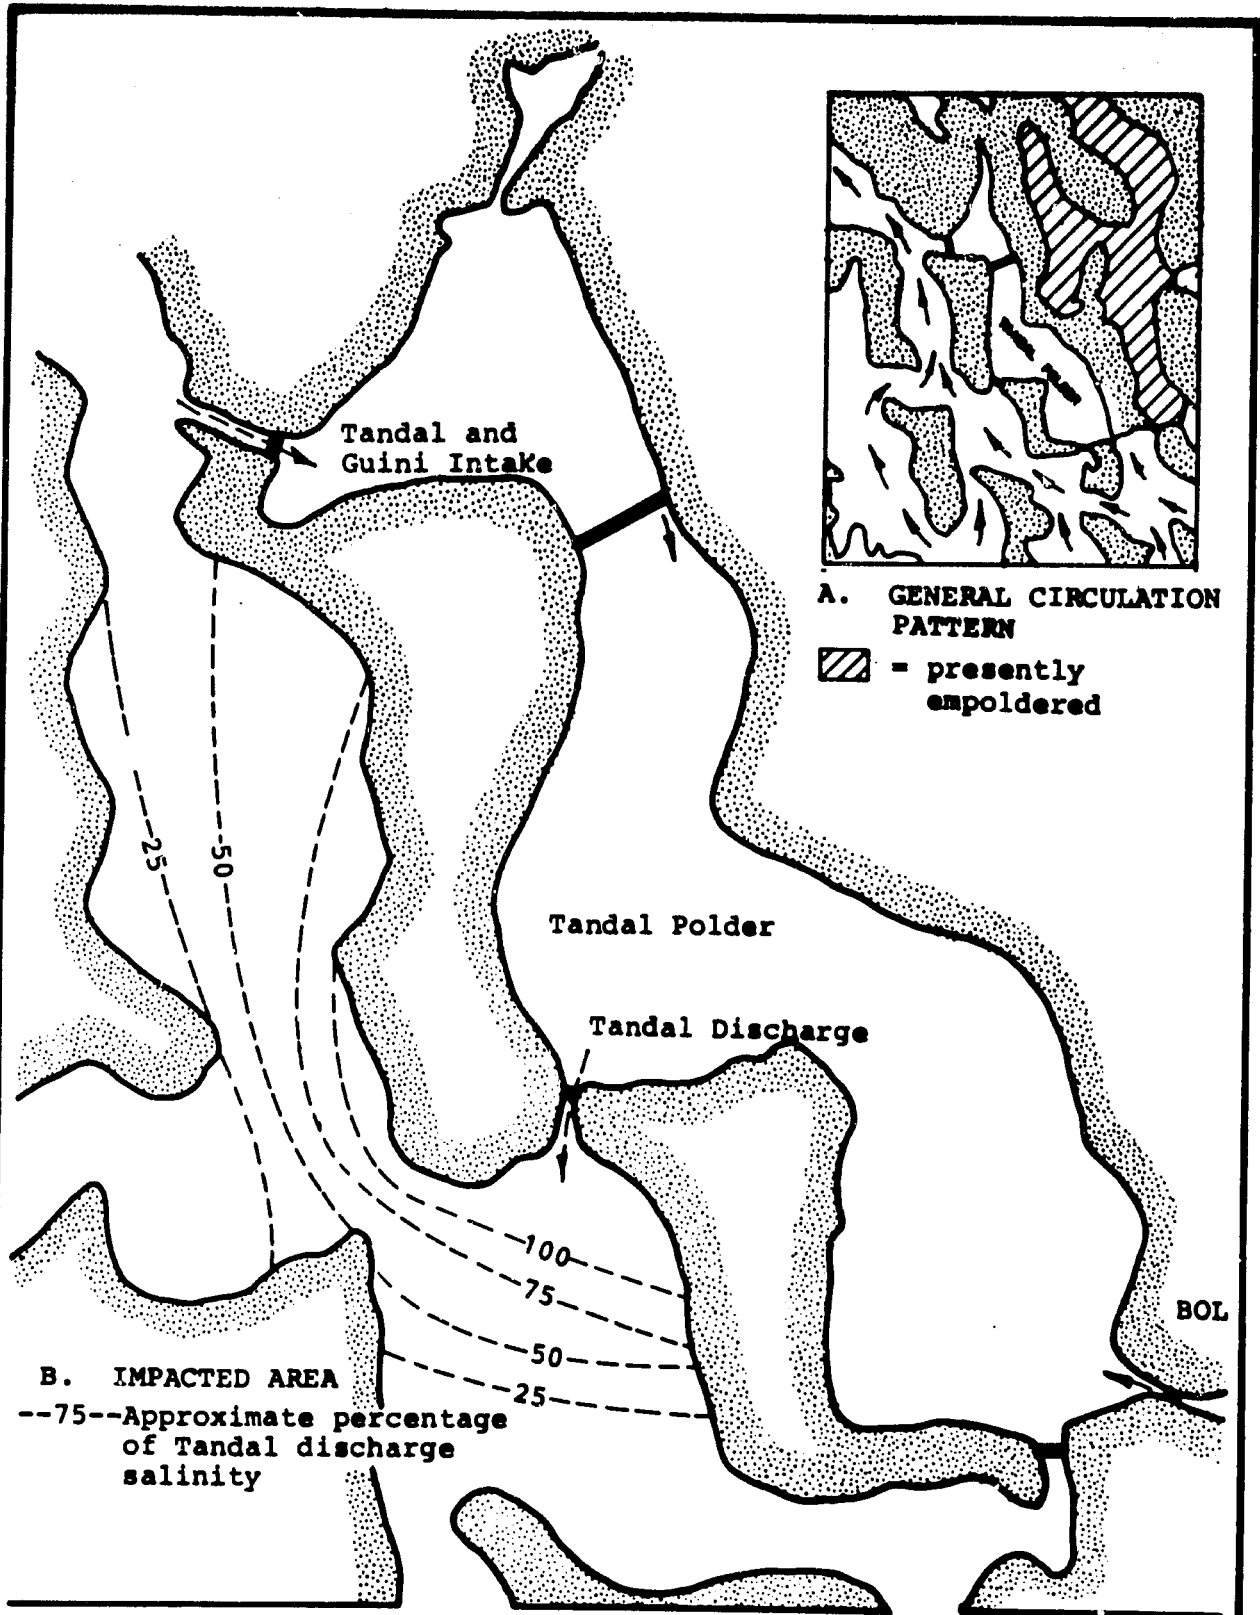 Tandal and
Guini Intake
A. GENERAL CIRCULATION
PATTERN
= presently
empoldered
25
50
Tandal Polder
Tandal Discharge
100
75
50
25
BOL
B. IMPACTED AREA
--75--Approximate percentage
of Tandal discharge
salinity